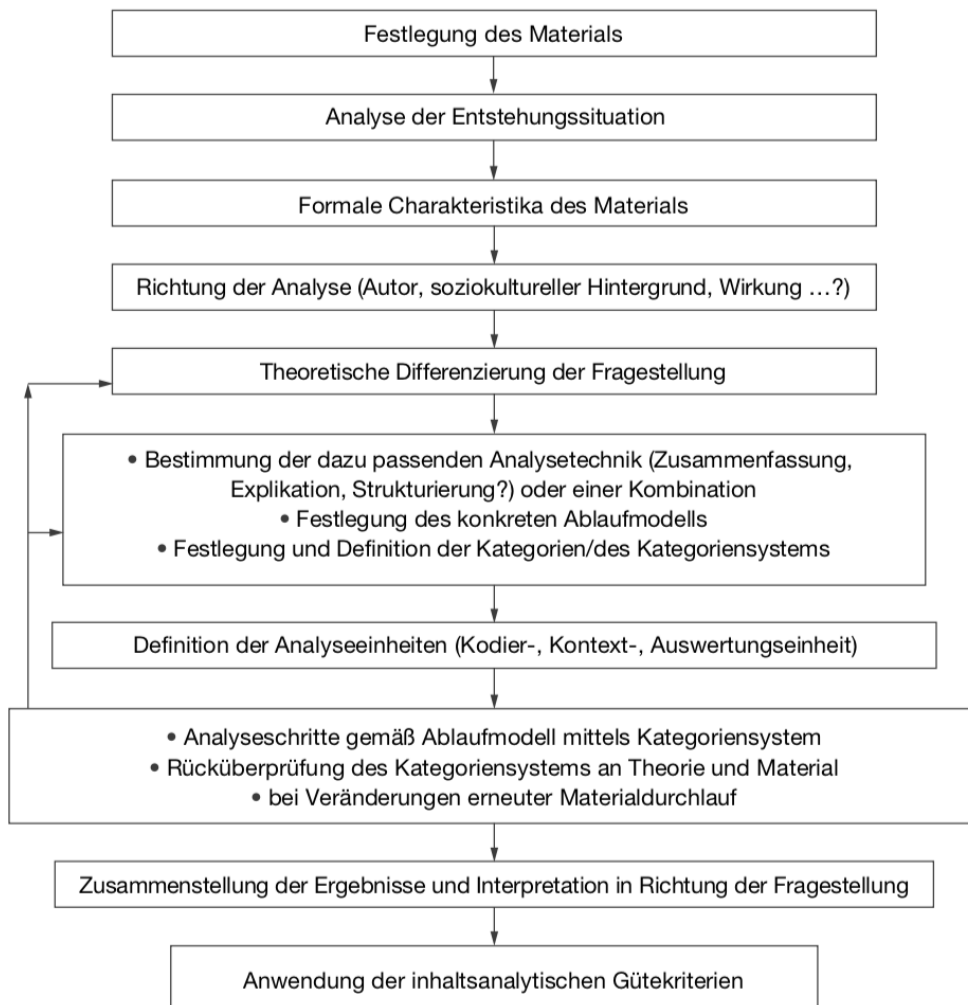 Festlegung des Materials
Analyse der Entstehungssituation
Formale Charakteristika des Materials
Richtung der Analyse (Autor, soziokultureller Hintergrund, Wirkung …?)
Theoretische Differenzierung der Fragestellung
• Bestimmung der dazu passenden Analysetechnik (Zusammenfassung,
Explikation, Strukturierung?) oder einer Kombination
• Festlegung des konkreten Ablaufmodells
• Festlegung und Definition der Kategorien/des Kategoriensystems
Definition der Analyseeinheiten (Kodier-, Kontext-, Auswertungseinheit)
• Analyseschritte gemäß Ablaufmodell mittels Kategoriensystem
• Rücküberprüfung des Kategoriensystems an Theorie und Material
• bei Veränderungen erneuter Materialdurchlauf
Zusammenstellung der Ergebnisse und Interpretation in Richtung der Fragestellung
Anwendung der inhaltsanalytischen Gütekriterien